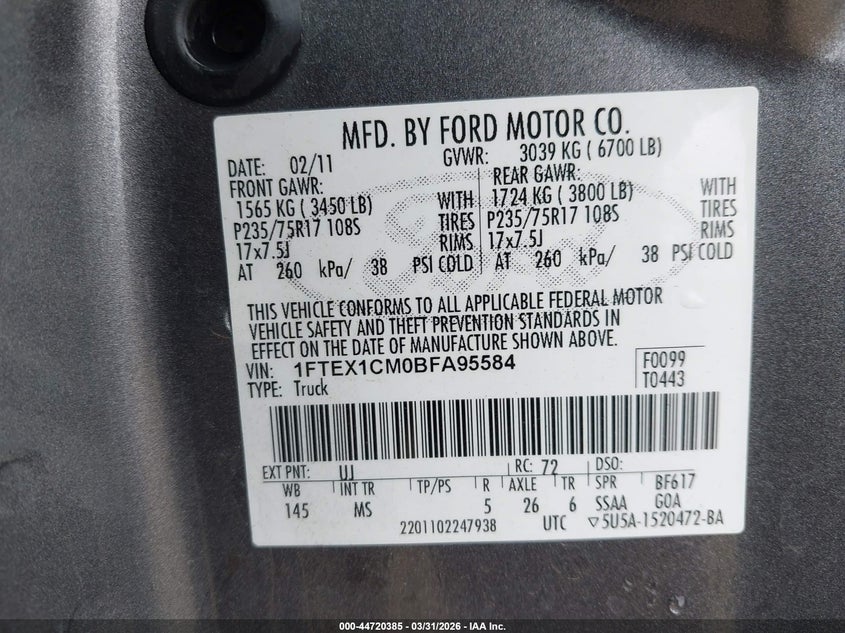 MFD. BY FORD MOTOR CO.
DATE: 02/11 GVWR: 3039 KG ( 6700 LB)
FRONT GAWR: REAR GAWR:
1565 KG ( 3450 LB) WITH 1724 KG ( 3800 LB) WITH
P235/75R17 108S TIRES P235/75R17 108S TIRES
17x7.5J RIMS 17x7.5J RIMS
AT 260 kPa/ 38 PSI COLD AT 260 kPa/ 38 PSI COLD
THIS VEHICLE CONFORMS TO ALL APPLICABLE FEDERAL MOTOR
VEHICLE SAFETY AND THEFT PREVENTION STANDARDS IN
EFFECT ON THE DATE OF MANUFACTURE SHOWN ABOVE.
VIN: 1FTEX1CM0BFA95584 F0099
TYPE: Truck T0443
EXT PNT: UJ RC: 72 DSO:
WB INT TR TP/PS R AXLE TR SPR BF617
145 MS 5 26 6 SSAA GOA
2201102247938 UTC ▽5U5A-1520472-BA
000-44720385 - 03/31/2026 - IAA Inc.